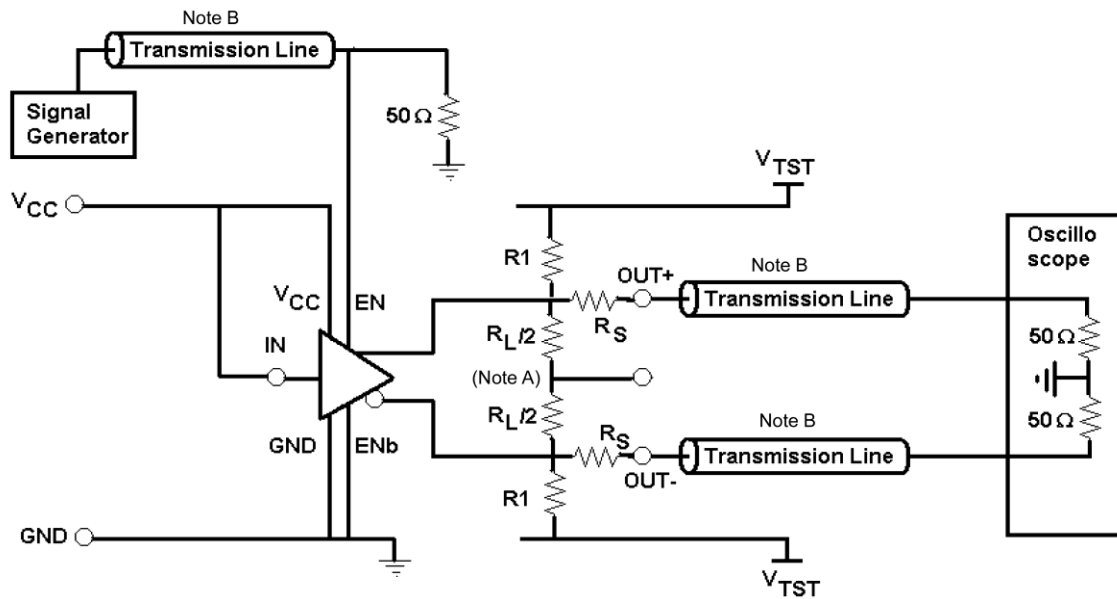 Note B
Transmission Line
Signal
Generator
50 Ω
VTST
VCC
R1
OUT+
Note B
Transmission Line
Oscillo
scope
VCC
EN
RS
RL/2
50 Ω
IN
(Note A)
RL/2
50 Ω
GND
ENb
RS
Note B
Transmission Line
OUT-
R1
GND
VTST